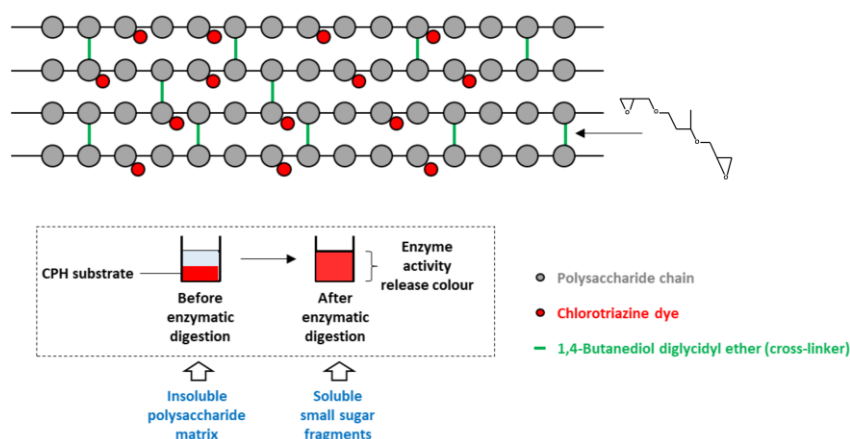 CPH substrate
Before
enzymatic
digestion
After
enzymatic
digestion
Enzyme
activity
release colour
Insoluble
polysaccharide
matrix
Soluble
small sugar
fragments
Polysaccharide chain
Chlorotriazine dye
1,4-Butanediol diglycidyl ether (cross-linker)
O
O
O
O